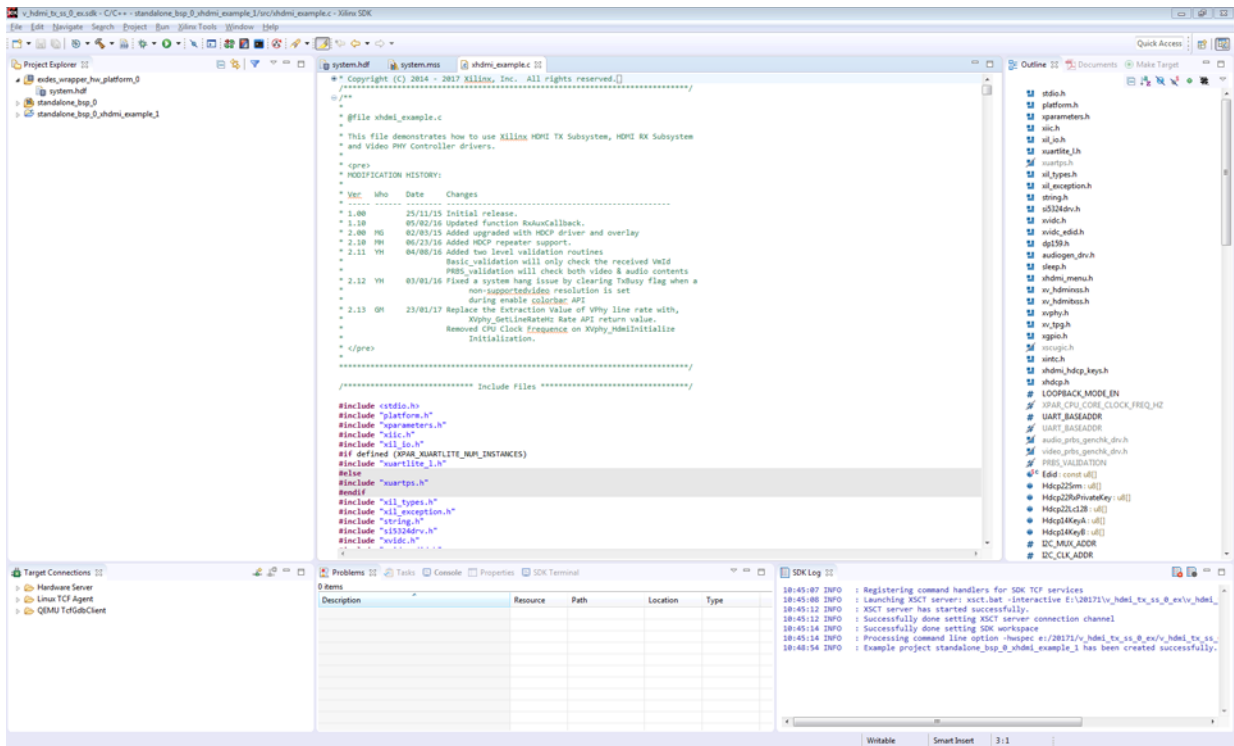 v_hdmi_tx_ss_0_ex.sdk - C/C++ - standalone_bsp_0_xhdmi_example_1/src/xhdmi_example.c - Xilinx SDK
File Edit Navigate Search Project Run Xilinx Tools Window Help
Quick Access
Project Explorer
exdes_wrapper_hw_platform_0
system.hdf
standalone_bsp_0
standalone_bsp_0_xhdmi_example_1
system.hdf system.mss xhdmi_example.c
* Copyright (C) 2014 - 2017 Xilinx, Inc. All rights reserved.
/**
*
* @file xhdmi_example.c
*
* This file demonstrates how to use Xilinx HDMI TX Subsystem, HDMI RX Subsystem
* and Video PHY Controller drivers.
*
* <pre>
* MODIFICATION HISTORY:
*
* Ver Who Date Changes
* ----- ------ -------- --------------------------------------------------
* 1.00 25/11/15 Initial release.
* 1.10 05/02/16 Updated function RxAuxCallback.
* 2.00 MG 02/03/15 Added upgraded with HDCP driver and overlay
* 2.10 MH 06/23/16 Added HDCP repeater support.
* 2.11 YH 04/08/16 Added two level validation routines
* Basic_validation will only check the received VmId
* PRBS_validation will check both video & audio contents
* 2.12 YH 03/01/16 Fixed a system hang issue by clearing TxBusy flag when a
* non-supportedvideo resolution is set
* during enable colorbar API
* 2.13 GM 23/01/17 Replace the Extraction Value of VPhy line rate with,
* XVphy_GetLineRateHz Rate API return value.
* Removed CPU Clock Frequence on XVphy_HdmiInitialize
* Initialization.
* </pre>
*
/***************************** Include Files *********************************/
#include <stdio.h>
#include "platform.h"
#include "xparameters.h"
#include "xiic.h"
#include "xil_io.h"
#if defined (XPAR_XUARTLITE_NUM_INSTANCES)
#include "xuartlite_l.h"
#else
#include "xuartps.h"
#endif
#include "xil_types.h"
#include "xil_exception.h"
#include "string.h"
#include "si5324drv.h"
#include "xvidc.h"
Outline Documents Make Target
stdio.h
platform.h
xparameters.h
xiic.h
xil_io.h
xuartlite_l.h
xuartps.h
xil_types.h
xil_exception.h
string.h
si5324drv.h
xvidc.h
xvidc_edid.h
dp159.h
audiogen_drv.h
sleep.h
xhdmi_menu.h
xv_hdmirxss.h
xv_hdmitxss.h
xvphy.h
xv_tpg.h
xgpio.h
xscugic.h
xintc.h
xhdmi_hdcp_keys.h
xhdcp.h
LOOPBACK_MODE_EN
XPAR_CPU_CORE_CLOCK_FREQ_HZ
UART_BASEADDR
UART_BASEADDR
audio_prbs_genchk_drv.h
video_prbs_genchk_drv.h
PRBS_VALIDATION
Edid : const u8[]
Hdcp22Srm : u8[]
Hdcp22RxPrivateKey : u8[]
Hdcp22Lc128 : u8[]
Hdcp14KeyA : u8[]
Hdcp14KeyB : u8[]
I2C_MUX_ADDR
I2C_CLK_ADDR
Target Connections
Hardware Server
Linux TCF Agent
QEMU TcfGdbClient
Problems Tasks Console Properties SDK Terminal
0 items
Description Resource Path Location Type
SDK Log
10:45:07 INFO : Registering command handlers for SDK TCF services
10:45:08 INFO : Launching XSCT server: xsct.bat -interactive E:\20171\v_hdmi_tx_ss_0_ex\v_hdmi_
10:45:12 INFO : XSCT server has started successfully.
10:45:12 INFO : Successfully done setting XSCT server connection channel
10:45:14 INFO : Successfully done setting SDK workspace
10:45:14 INFO : Processing command line option -hwspec e:/20171/v_hdmi_tx_ss_0_ex/v_hdmi_tx_ss_
10:48:54 INFO : Example project standalone_bsp_0_xhdmi_example_1 has been created successfully.
Writable Smart Insert 3 : 1